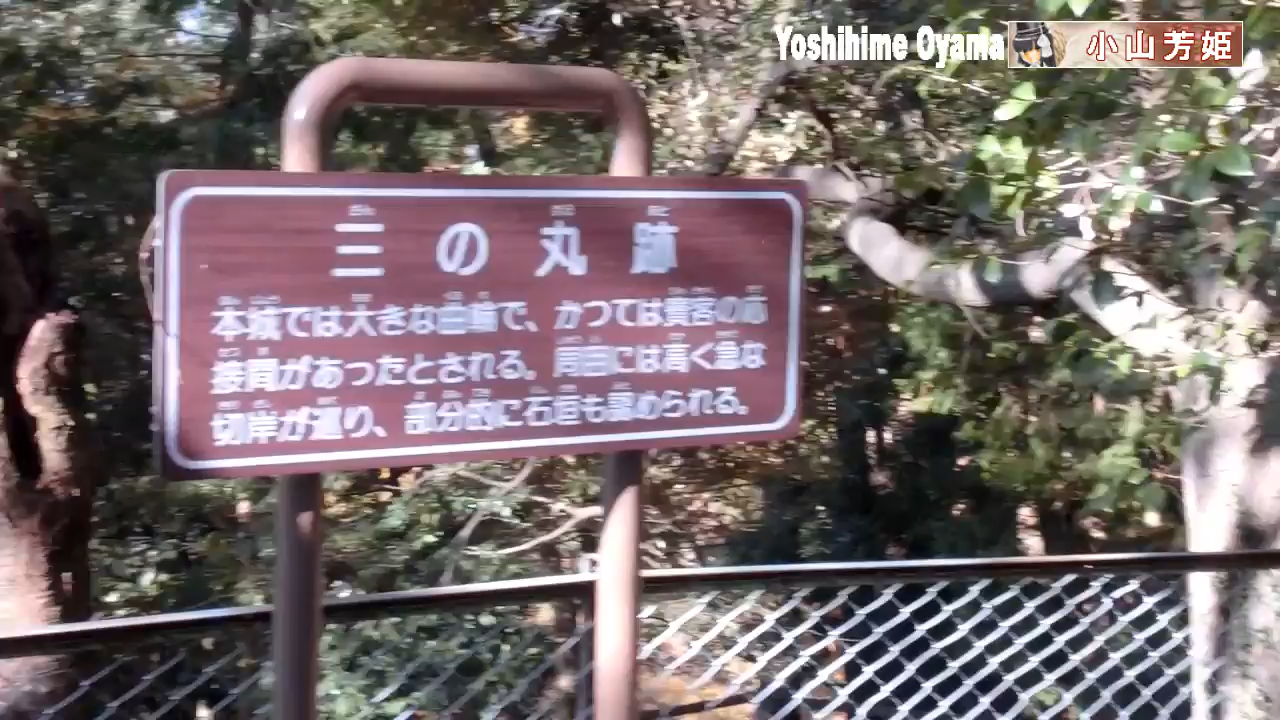 Yoshihime Oyama 小山芳姫
三の丸跡
本城では大きな曲輪で、かつては賓客の応
接間があったとされる。周囲には高く急な
切岸が巡り、部分的に石垣も認められる。